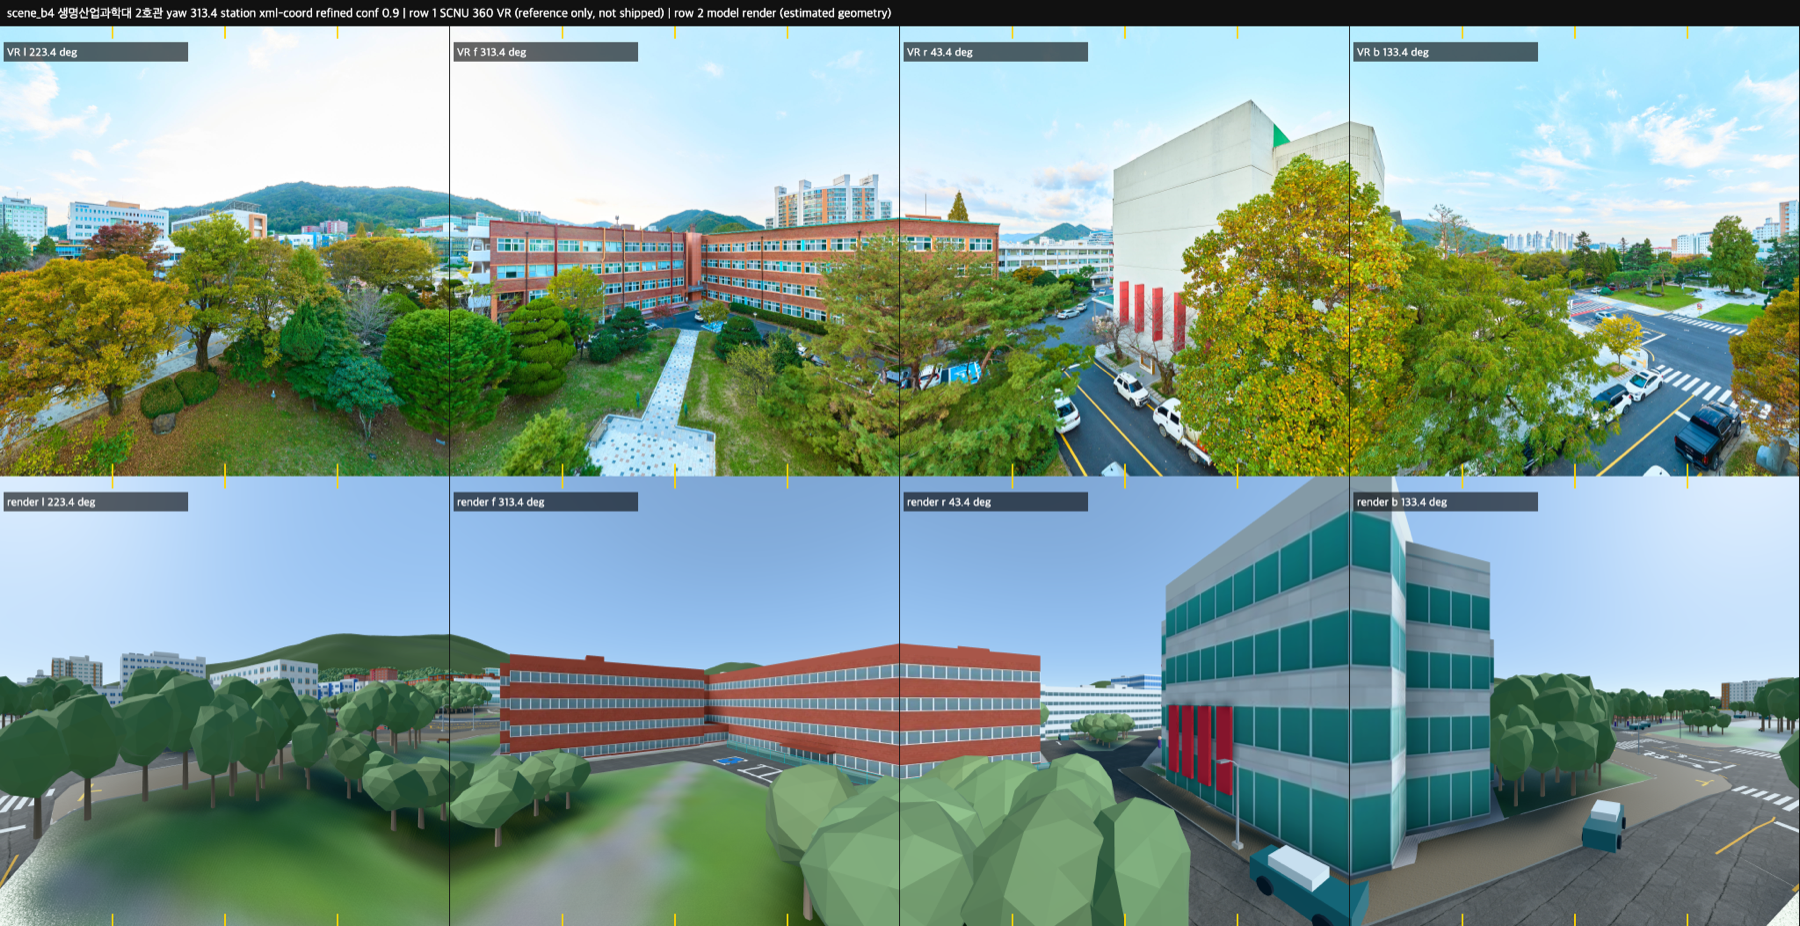 scene_b4 생명산업과학대 2호관 yaw 313.4 station xml-coord refined conf 0.9 | row 1 SCNU 360 VR (reference only, not shipped) | row 2 model render (estimated geometry)
VR l 223.4 deg
VR f 313.4 deg
VR r 43.4 deg
VR b 133.4 deg
render l 223.4 deg
render f 313.4 deg
render r 43.4 deg
render b 133.4 deg